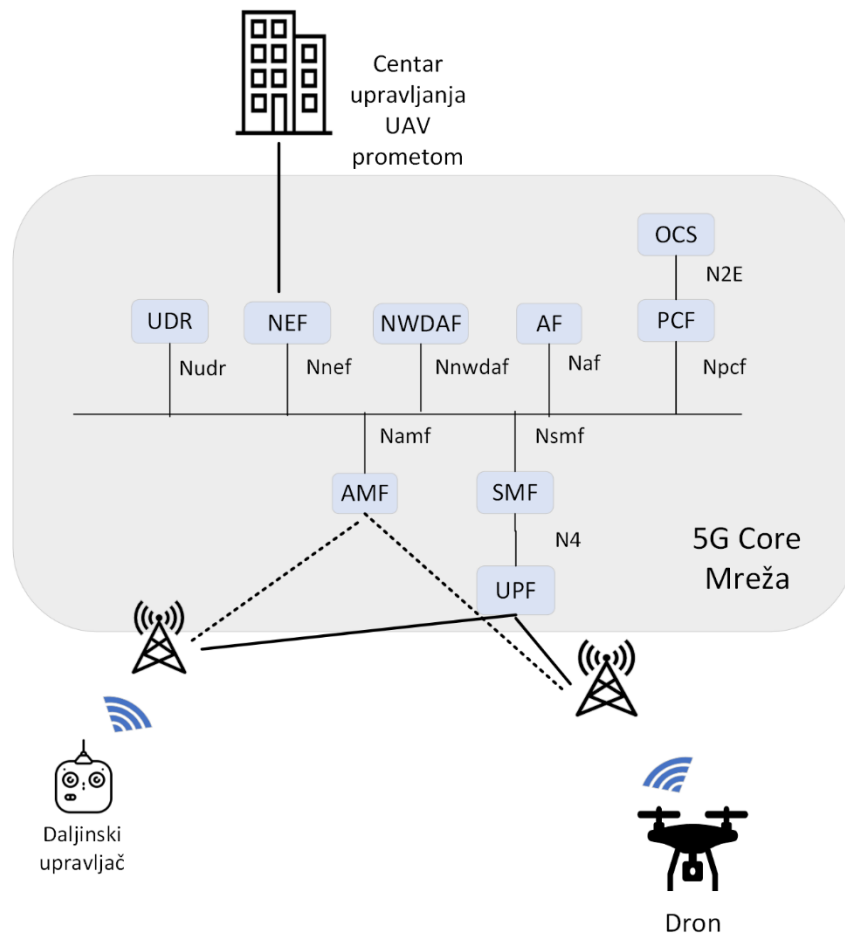 Centar
upravljanja
UAV
prometom
OCS
N2E
UDR
NEF
NWDAF
AF
PCF
Nudr
Nnef
Nnwdaf
Naf
Npcf
Namf
Nsmf
AMF
SMF
N4
UPF
5G Core
Mreža
Daljinski
upravljač
Dron